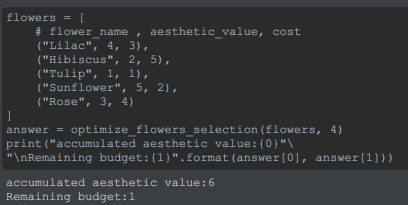 flowers = [
# flower_name , aesthetic_value, cost
("Lilac", 4, 3),
("Hibiscus", 2, 5),
("Tulip", 1, 1),
("Sunflower", 5, 2),
("Rose", 3, 4)
]
answer = optimize_flowers_selection(flowers, 4)
print("accumulated aesthetic value:{0}"\
"\nRemaining budget:{1}".format(answer[0], answer[1]))
accumulated aesthetic value:6
Remaining budget:1